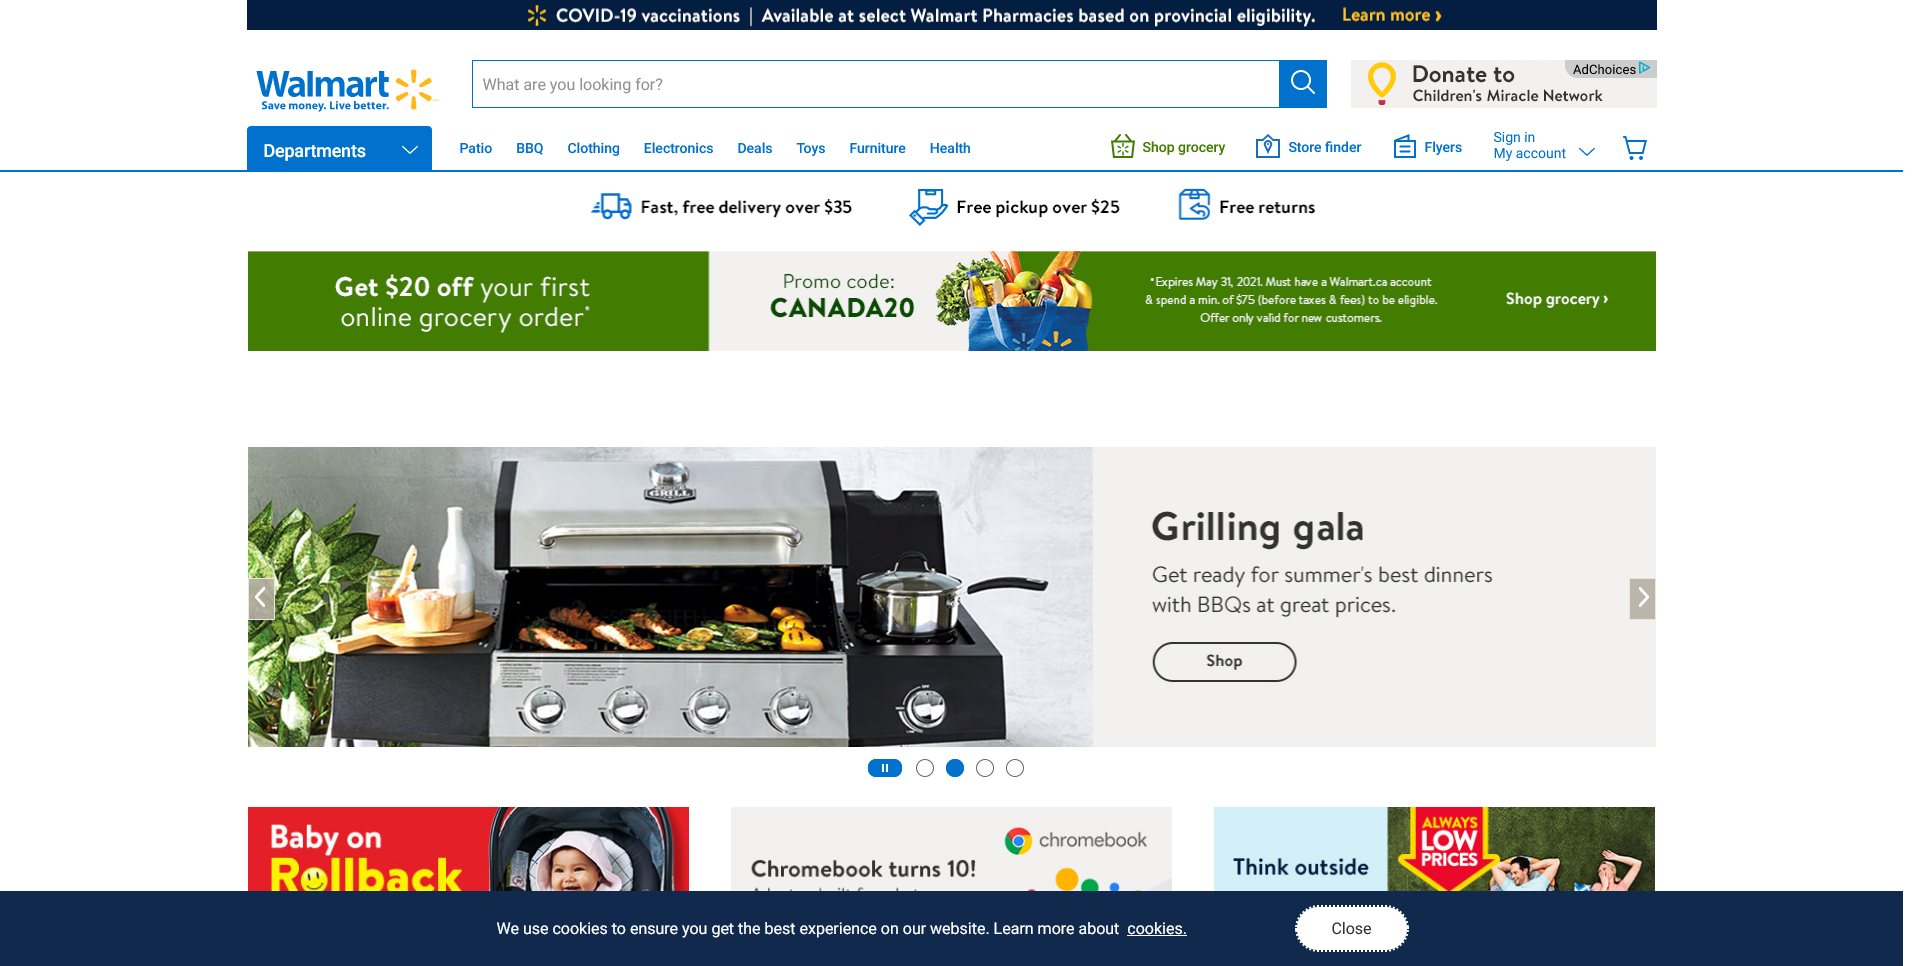 COVID-19 vaccinations | Available at select Walmart Pharmacies based on provincial eligibility. Learn more ›
Walmart
Save money. Live better.
What are you looking for?
Donate to
Children's Miracle Network
AdChoices
Departments
Patio BBQ Clothing Electronics Deals Toys Furniture Health
Shop grocery Store finder Flyers
Sign in
My account
Fast, free delivery over $35 Free pickup over $25 Free returns
Get $20 off your first
online grocery order*
Promo code:
CANADA20
*Expires May 31, 2021. Must have a Walmart.ca account
& spend a min. of $75 (before taxes & fees) to be eligible.
Offer only valid for new customers.
Shop grocery ›
GRILL
Grilling gala
Get ready for summer's best dinners
with BBQs at great prices.
Shop
Baby on
Rollback
chromebook
Chromebook turns 10!
Think outside
ALWAYS
LOW
PRICES
We use cookies to ensure you get the best experience on our website. Learn more about cookies.
Close